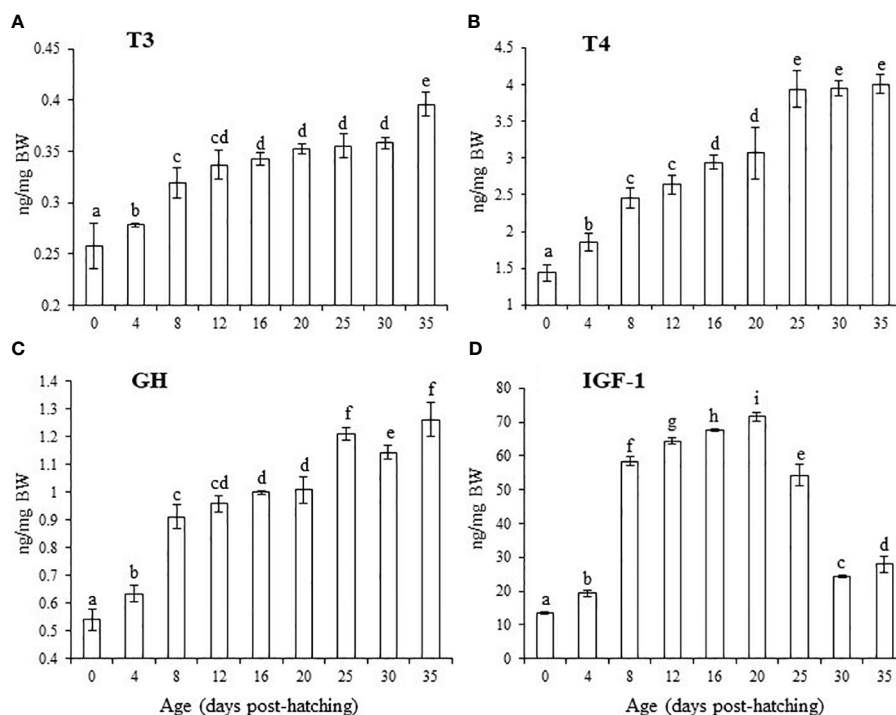 A
T3
ng/mg BW
0.45
0.4
0.35
0.3
0.25
0.2
a b c cd d d d d e
0 4 8 12 16 20 25 30 35
B
T4
ng/mg BW
4.5
4
3.5
3
2.5
2
1.5
1
a b c c d d e e e
0 4 8 12 16 20 25 30 35
C
GH
ng/mg BW
1.4
1.3
1.2
1.1
1
0.9
0.8
0.7
0.6
0.5
0.4
a b c cd d d f e f
0 4 8 12 16 20 25 30 35
Age (days post-hatching)
D
IGF-1
ng/mg BW
80
70
60
50
40
30
20
10
0
a b f g h i e c d
0 4 8 12 16 20 25 30 35
Age (days post-hatching)